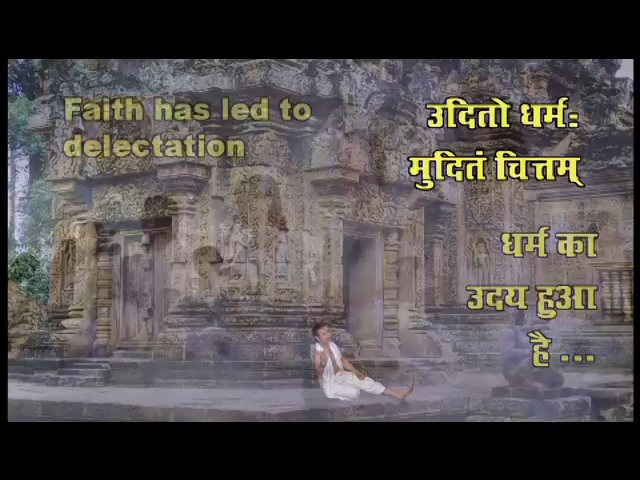 Faith has led to
delectation
उदितो धर्मः
मुदितं चित्तम्
धर्म का
उदय हुआ
है ...